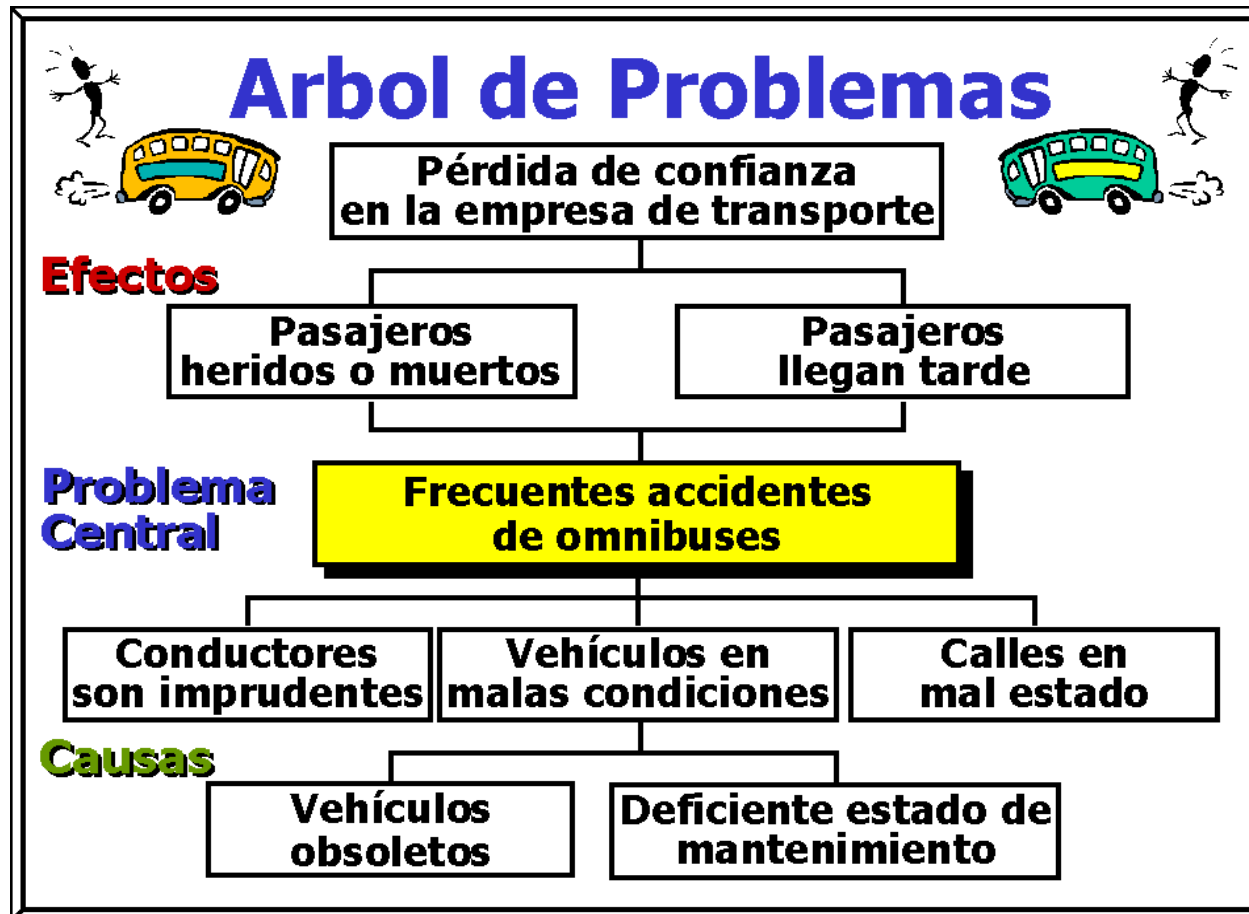 Arbol de Problemas
Pérdida de confianza
en la empresa de transporte
Efectos
Pasajeros
heridos o muertos
Pasajeros
llegan tarde
Problema
Central
Frecuentes accidentes
de omnibuses
Conductores
son imprudentes
Vehículos en
malas condiciones
Calles en
mal estado
Causas
Vehículos
obsoletos
Deficiente estado de
mantenimiento